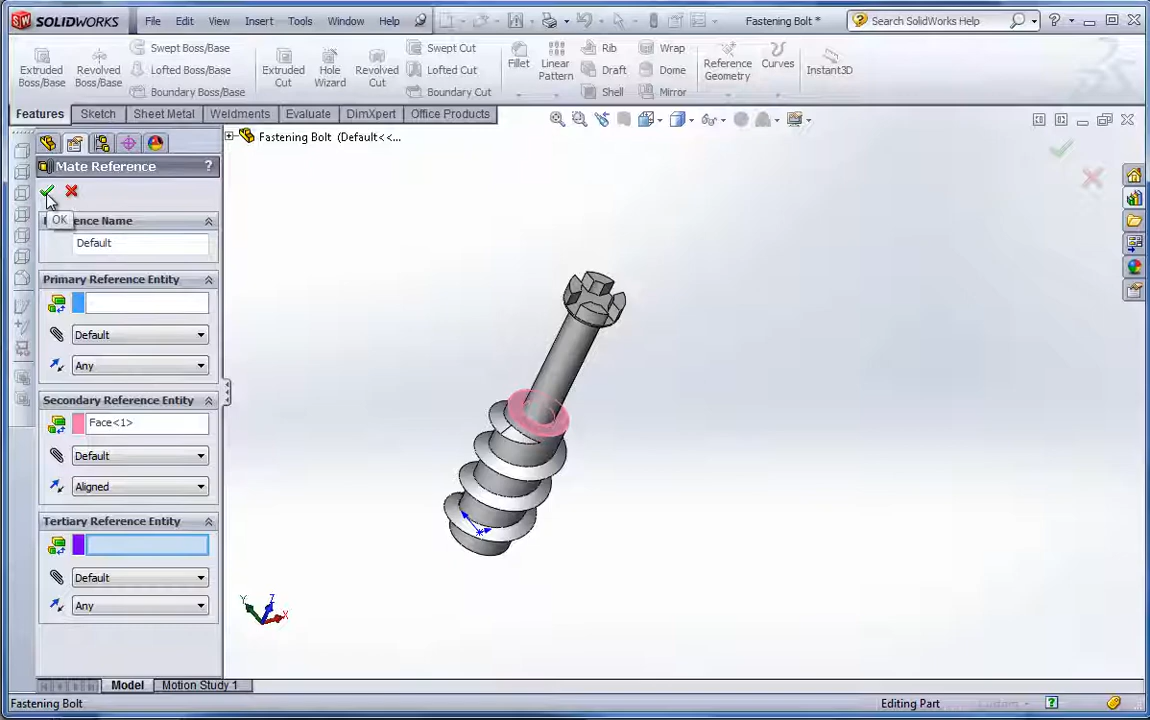 SOLIDWORKS File Edit View Insert Tools Window Help Fastening Bolt * Search SolidWorks Help
Extruded Boss/Base
Revolved Boss/Base
Swept Boss/Base
Lofted Boss/Base
Boundary Boss/Base
Extruded Cut
Hole Wizard
Revolved Cut
Swept Cut
Lofted Cut
Boundary Cut
Fillet
Linear Pattern
Rib
Draft
Shell
Wrap
Dome
Mirror
Reference Geometry
Curves
Instant3D
Features Sketch Sheet Metal Weldments Evaluate DimXpert Office Products
Fastening Bolt (Default<<...
Mate Reference ?
OK
ence Name
Default
Primary Reference Entity
Default
Any
Secondary Reference Entity
Face<1>
Default
Aligned
Tertiary Reference Entity
Default
Any
Y Z X
Model Motion Study 1
Fastening Bolt Editing Part Custom